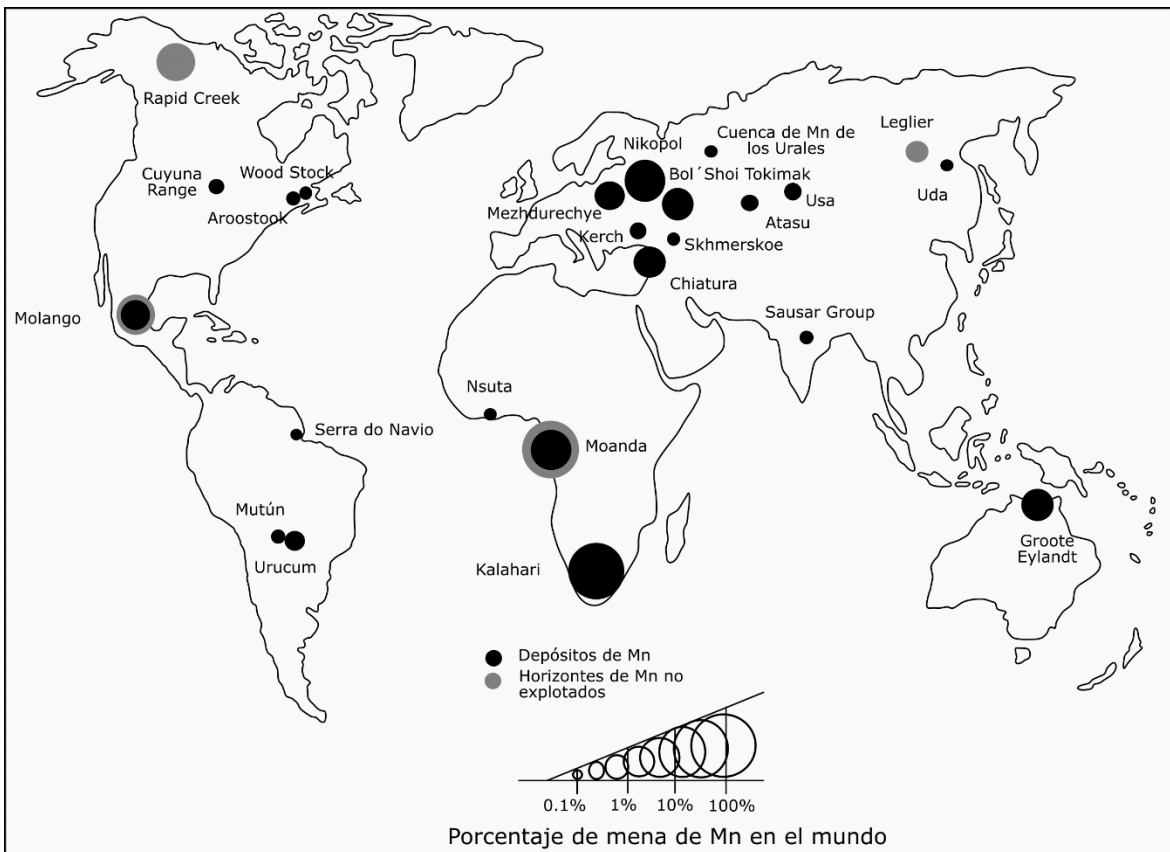 Rapid Creek
Cuyuna
Range
Wood Stock
Aroostook
Molango
Serra do Navio
Mutún
Urucum
Nikopol
Cuenca de Mn de
los Urales
Leglier
Bol´Shoi Tokimak
Uda
Usa
Mezhdurechye
Atasu
Kerch
Skhmerskoe
Chiatura
Sausar Group
Nsuta
Moanda
Kalahari
Groote
Eylandt
Depósitos de Mn
Horizontes de Mn no
explotados
0.1% 1% 10% 100%
Porcentaje de mena de Mn en el mundo